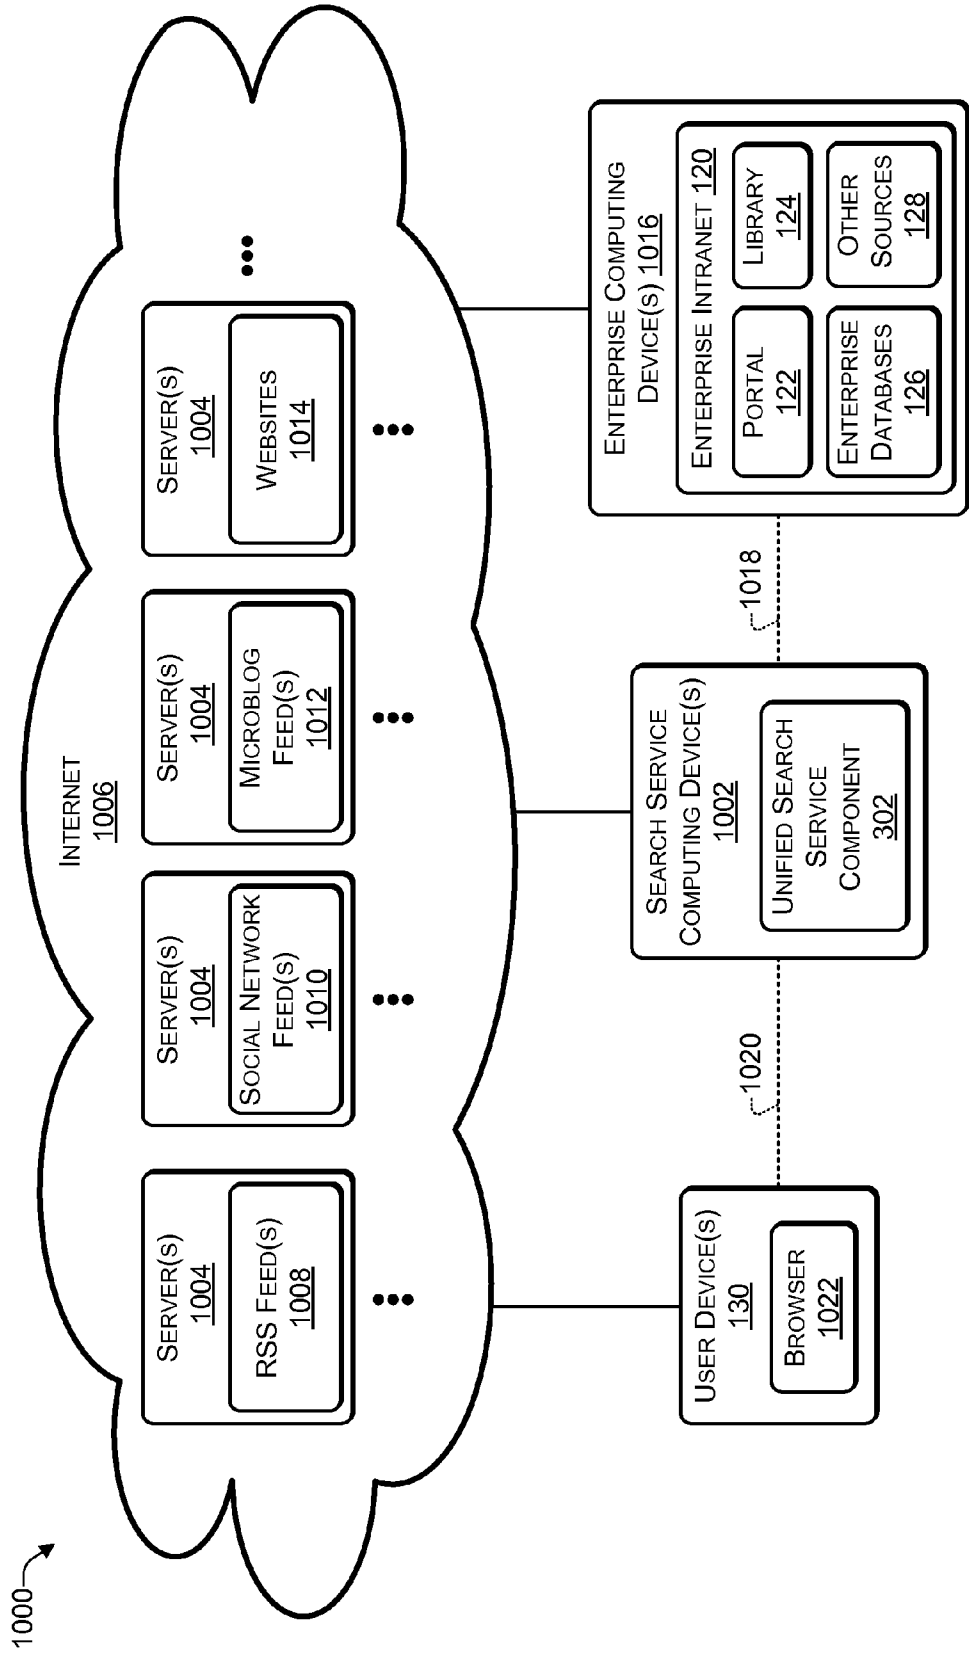 1000
INTERNET
1006
SERVER(S)
1004
RSS FEED(S)
1008
SERVER(S)
1004
SOCIAL NETWORK
FEED(S)
1010
SERVER(S)
1004
MICROBLOG
FEED(S)
1012
SERVER(S)
1004
WEBSITES
1014
USER DEVICE(S)
130
BROWSER
1022
1020
SEARCH SERVICE
COMPUTING DEVICE(S)
1002
UNIFIED SEARCH
SERVICE
COMPONENT
302
1018
ENTERPRISE COMPUTING
DEVICE(S) 1016
ENTERPRISE INTRANET 120
PORTAL
122
LIBRARY
124
ENTERPRISE
DATABASES
126
OTHER
SOURCES
128